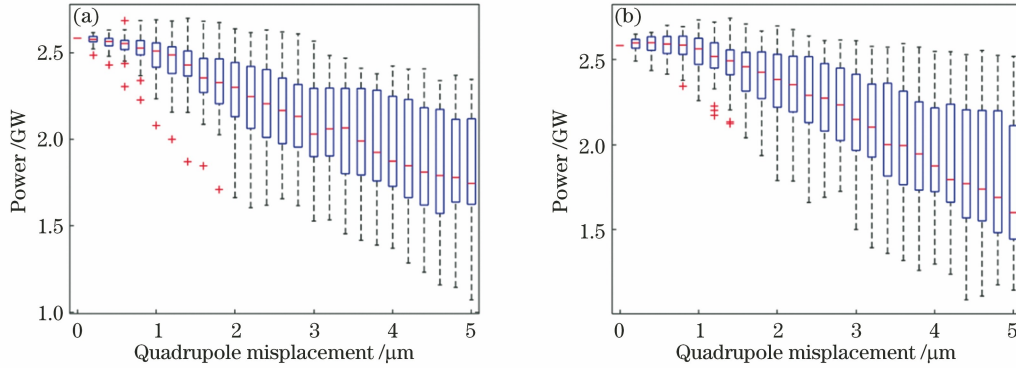 (a)
2.5
2.0
1.5
1.0
Power /GW
0 1 2 3 4 5
Quadrupole misplacement /μm
(b)
2.5
2.0
1.5
Power /GW
0 1 2 3 4 5
Quadrupole misplacement /μm